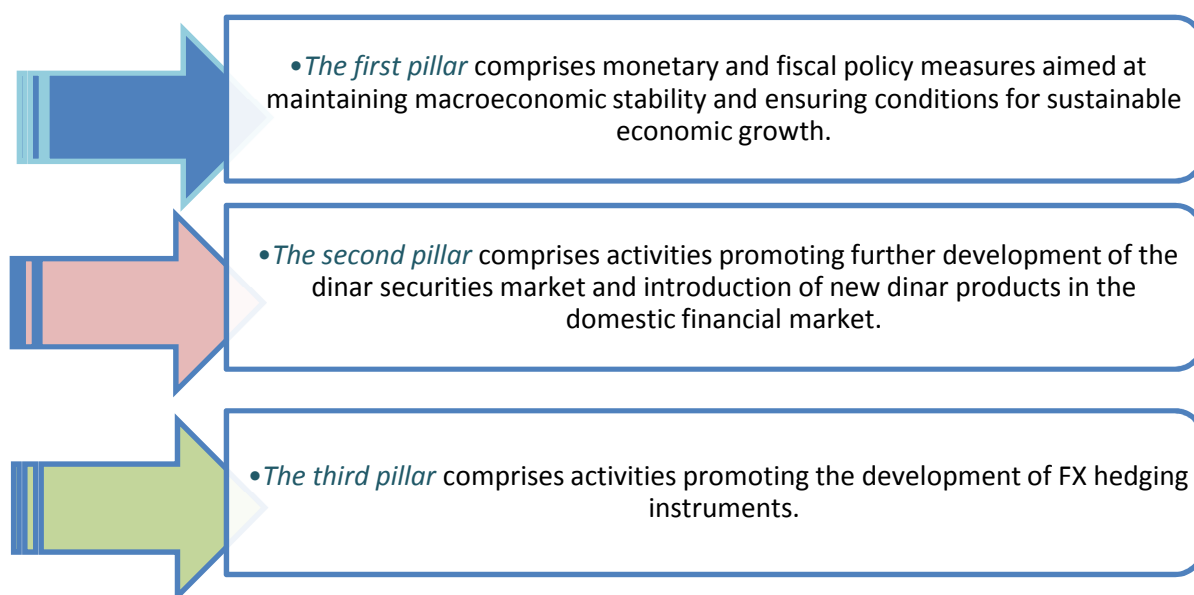 •The first pillar comprises monetary and fiscal policy measures aimed at
maintaining macroeconomic stability and ensuring conditions for sustainable
economic growth.
•The second pillar comprises activities promoting further development of the
dinar securities market and introduction of new dinar products in the
domestic financial market.
•The third pillar comprises activities promoting the development of FX hedging
instruments.